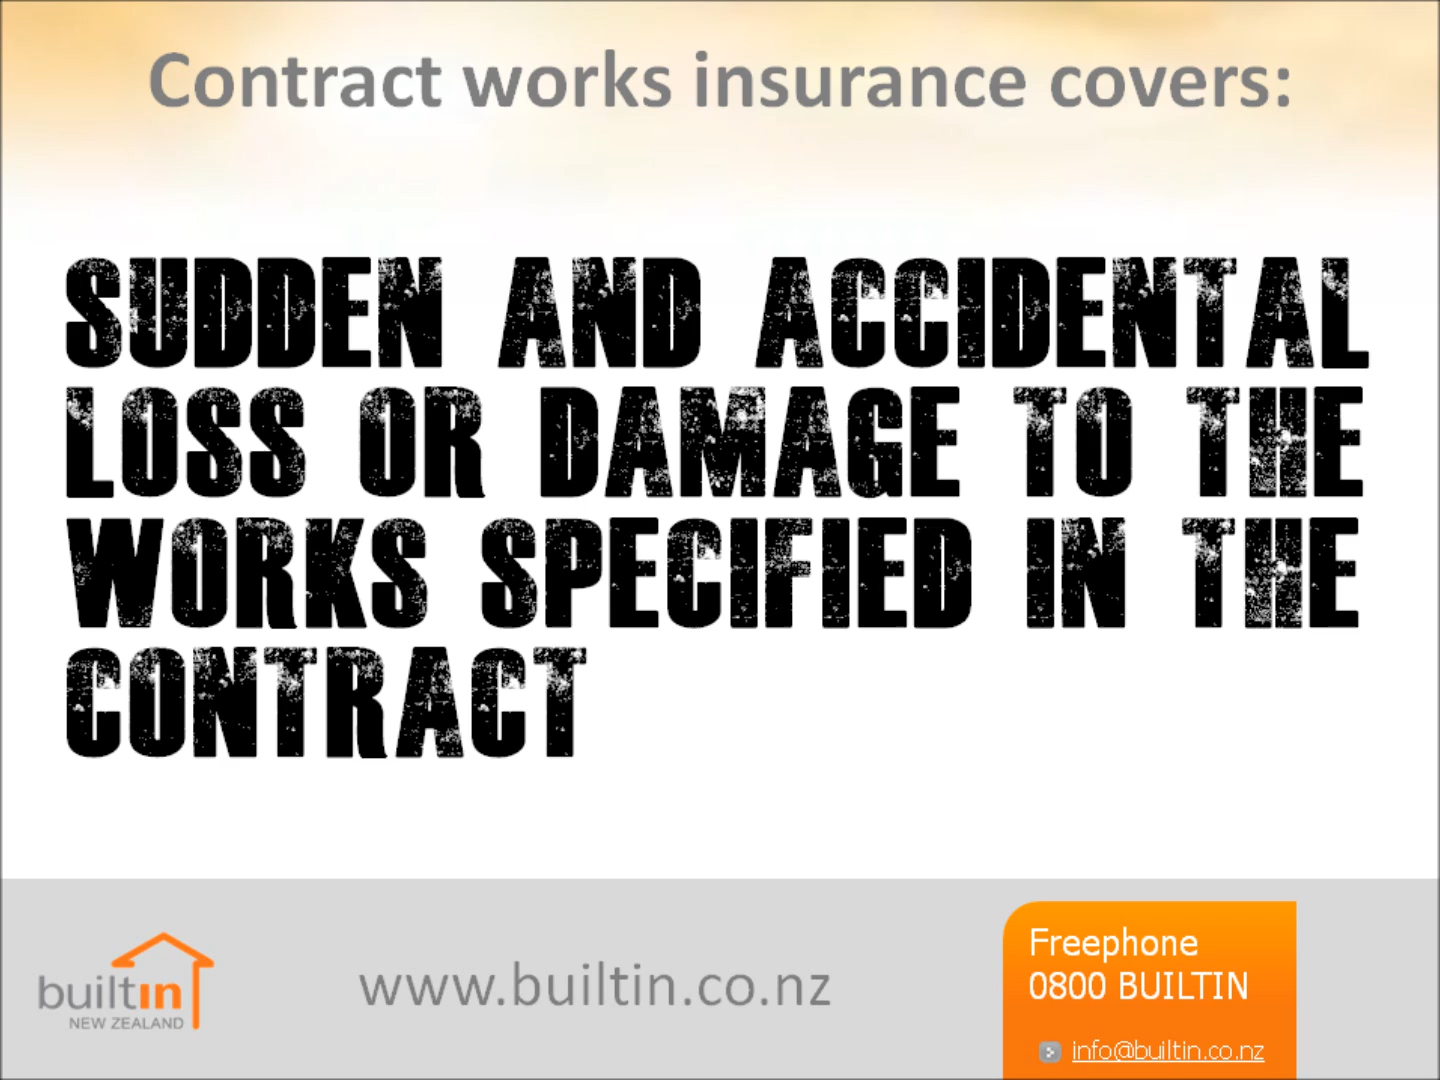 Contract works insurance covers:
SUDDEN AND ACCIDENTAL
LOSS OR DAMAGE TO THE
WORKS SPECIFIED IN THE
CONTRACT
builtin
NEW ZEALAND
www.builtin.co.nz
Freephone
0800 BUILTIN
info@builtin.co.nz